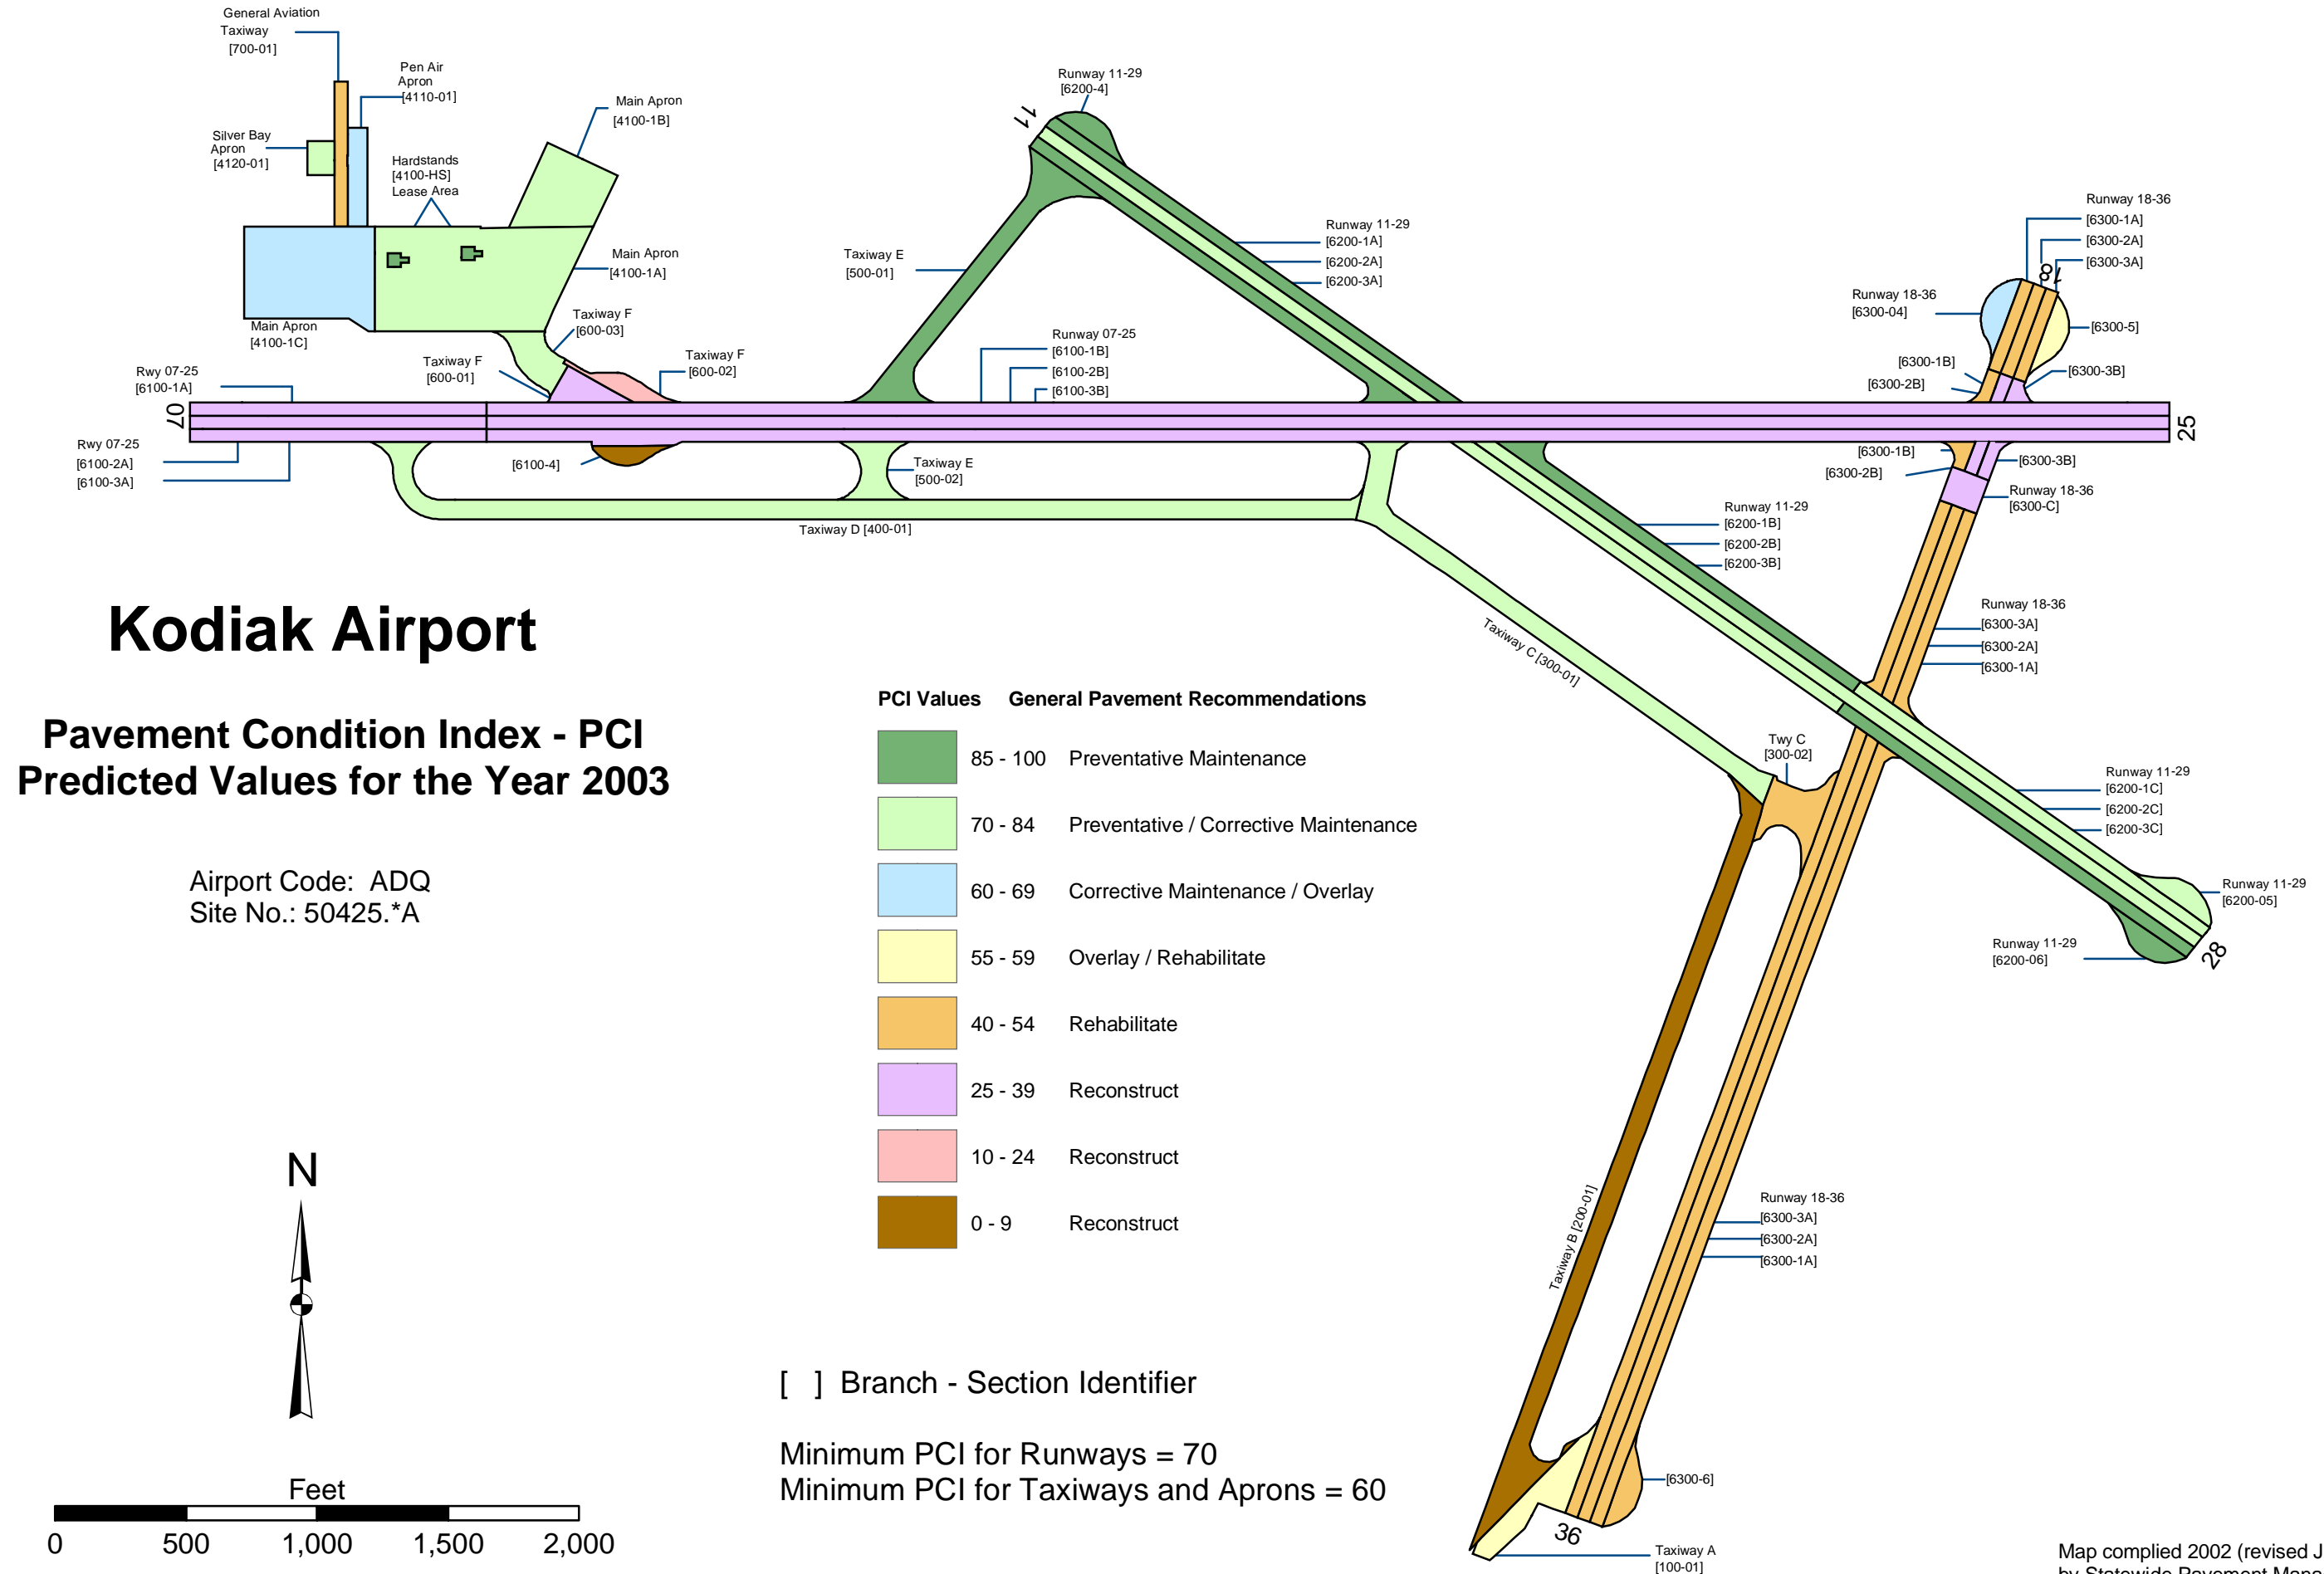 General Aviation
Taxiway
[700-01]
Pen Air
Apron
[4110-01]
Main Apron
[4100-1B]
Silver Bay
Apron
[4120-01]
Hardstands
[4100-HS]
Lease Area
Main Apron
[4100-1A]
Main Apron
[4100-1C]
Taxiway F
[600-03]
Taxiway F
[600-01]
Taxiway F
[600-02]
Rwy 07-25
[6100-1A]
07
Rwy 07-25
[6100-2A]
[6100-3A]
[6100-4]
Runway 11-29
[6200-4]
11
Taxiway E
[500-01]
Runway 11-29
[6200-1A]
[6200-2A]
[6200-3A]
Runway 07-25
[6100-1B]
[6100-2B]
[6100-3B]
Taxiway E
[500-02]
Taxiway D [400-01]
Runway 18-36
[6300-1A]
[6300-2A]
[6300-3A]
18
Runway 18-36
[6300-04]
[6300-5]
[6300-1B]
[6300-2B]
[6300-3B]
25
[6300-1B]
[6300-2B]
[6300-3B]
Runway 18-36
[6300-C]
Runway 11-29
[6200-1B]
[6200-2B]
[6200-3B]
Runway 18-36
[6300-3A]
[6300-2A]
[6300-1A]
Taxiway C [300-01]
Twy C
[300-02]
Runway 11-29
[6200-1C]
[6200-2C]
[6200-3C]
Runway 11-29
[6200-05]
Runway 11-29
[6200-06]
28
Taxiway B [200-01]
Runway 18-36
[6300-3A]
[6300-2A]
[6300-1A]
[6300-6]
36
Taxiway A
[100-01]
Kodiak Airport
Pavement Condition Index - PCI
Predicted Values for the Year 2003
Airport Code: ADQ
Site No.: 50425.*A
PCI Values General Pavement Recommendations
85 - 100 Preventative Maintenance
70 - 84 Preventative / Corrective Maintenance
60 - 69 Corrective Maintenance / Overlay
55 - 59 Overlay / Rehabilitate
40 - 54 Rehabilitate
25 - 39 Reconstruct
10 - 24 Reconstruct
0 - 9 Reconstruct
N
Feet
0 500 1,000 1,500 2,000
[ ] Branch - Section Identifier
Minimum PCI for Runways = 70
Minimum PCI for Taxiways and Aprons = 60
Map complied 2002 (revised J
by Statewide Pavement Mana